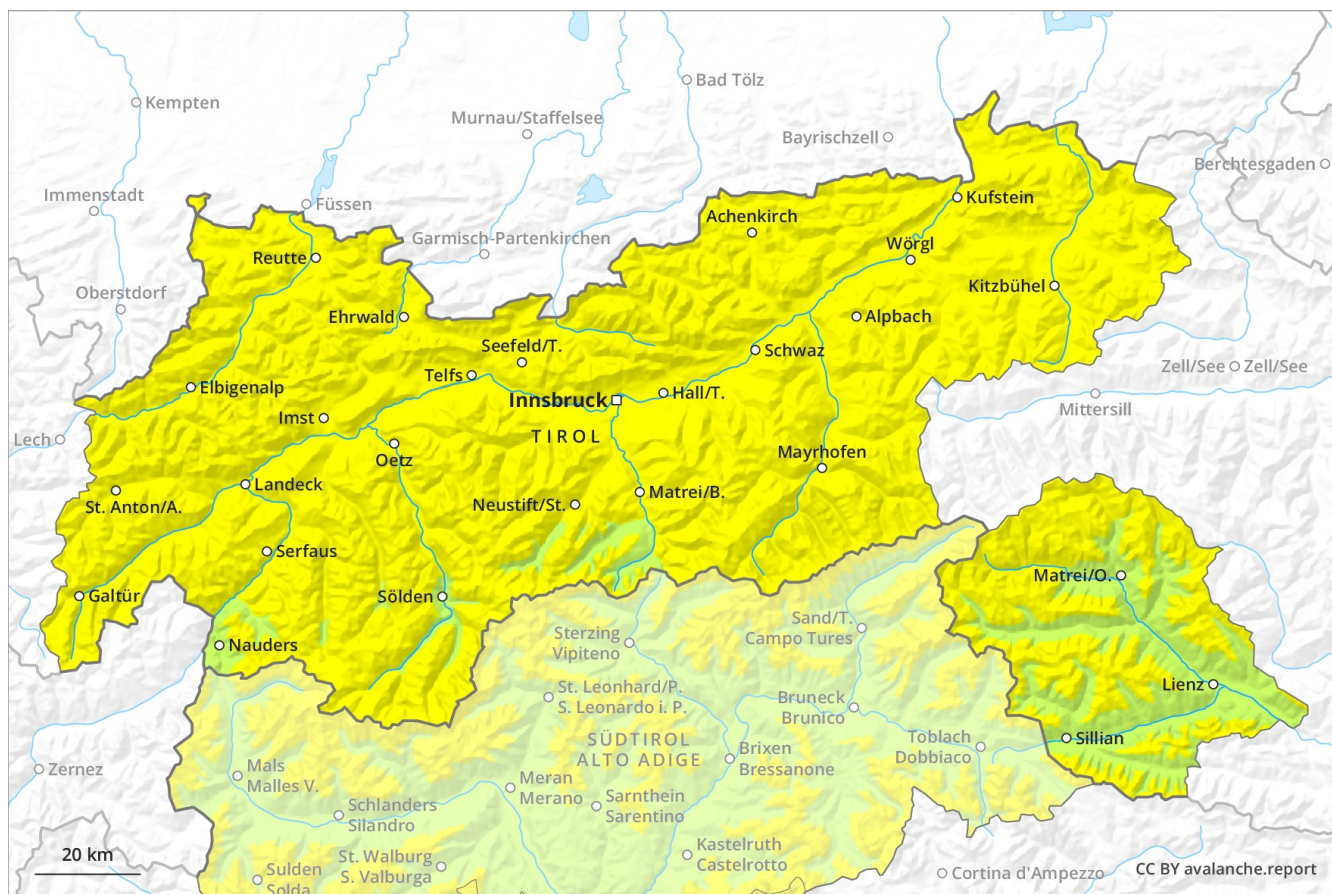 Bad Tölz
Kempten
Murnau/Staffelsee
Bayrischzell
Berchtesgaden
Immenstadt
Füssen
Kufstein
Achenkirch
Garmisch-Partenkirchen
Wörgl
Reutte
Kitzbühel
Oberstdorf
Ehrwald
Alpbach
Seefeld/T.
Schwaz
Telfs
Zell/See
Zell/See
Elbigenalp
Hall/T.
Innsbruck
Mittersill
Imst
TIROL
Lech
Oetz
Mayrhofen
Landeck
St. Anton/A.
Neustift/St.
Matrei/B.
Serfaus
Matrei/O.
Galtür
Sölden
Sand/T.
Campo Tures
Sterzing
Vipiteno
Nauders
Lienz
St. Leonhard/P.
S. Leonardo i. P.
Bruneck
Brunico
SÜDTIROL
ALTO ADIGE
Toblach
Dobbiaco
Sillian
Brixen
Bressanone
Zernez
Mals
Malles V.
Meran
Merano
Sarnthein
Sarentino
Schlanders
Silandro
Kastelruth
Castelrotto
20 km
St. Walburg
S. Valburga
Sulden
Solda
Cortina d'Ampezzo
CC BY avalanche.report